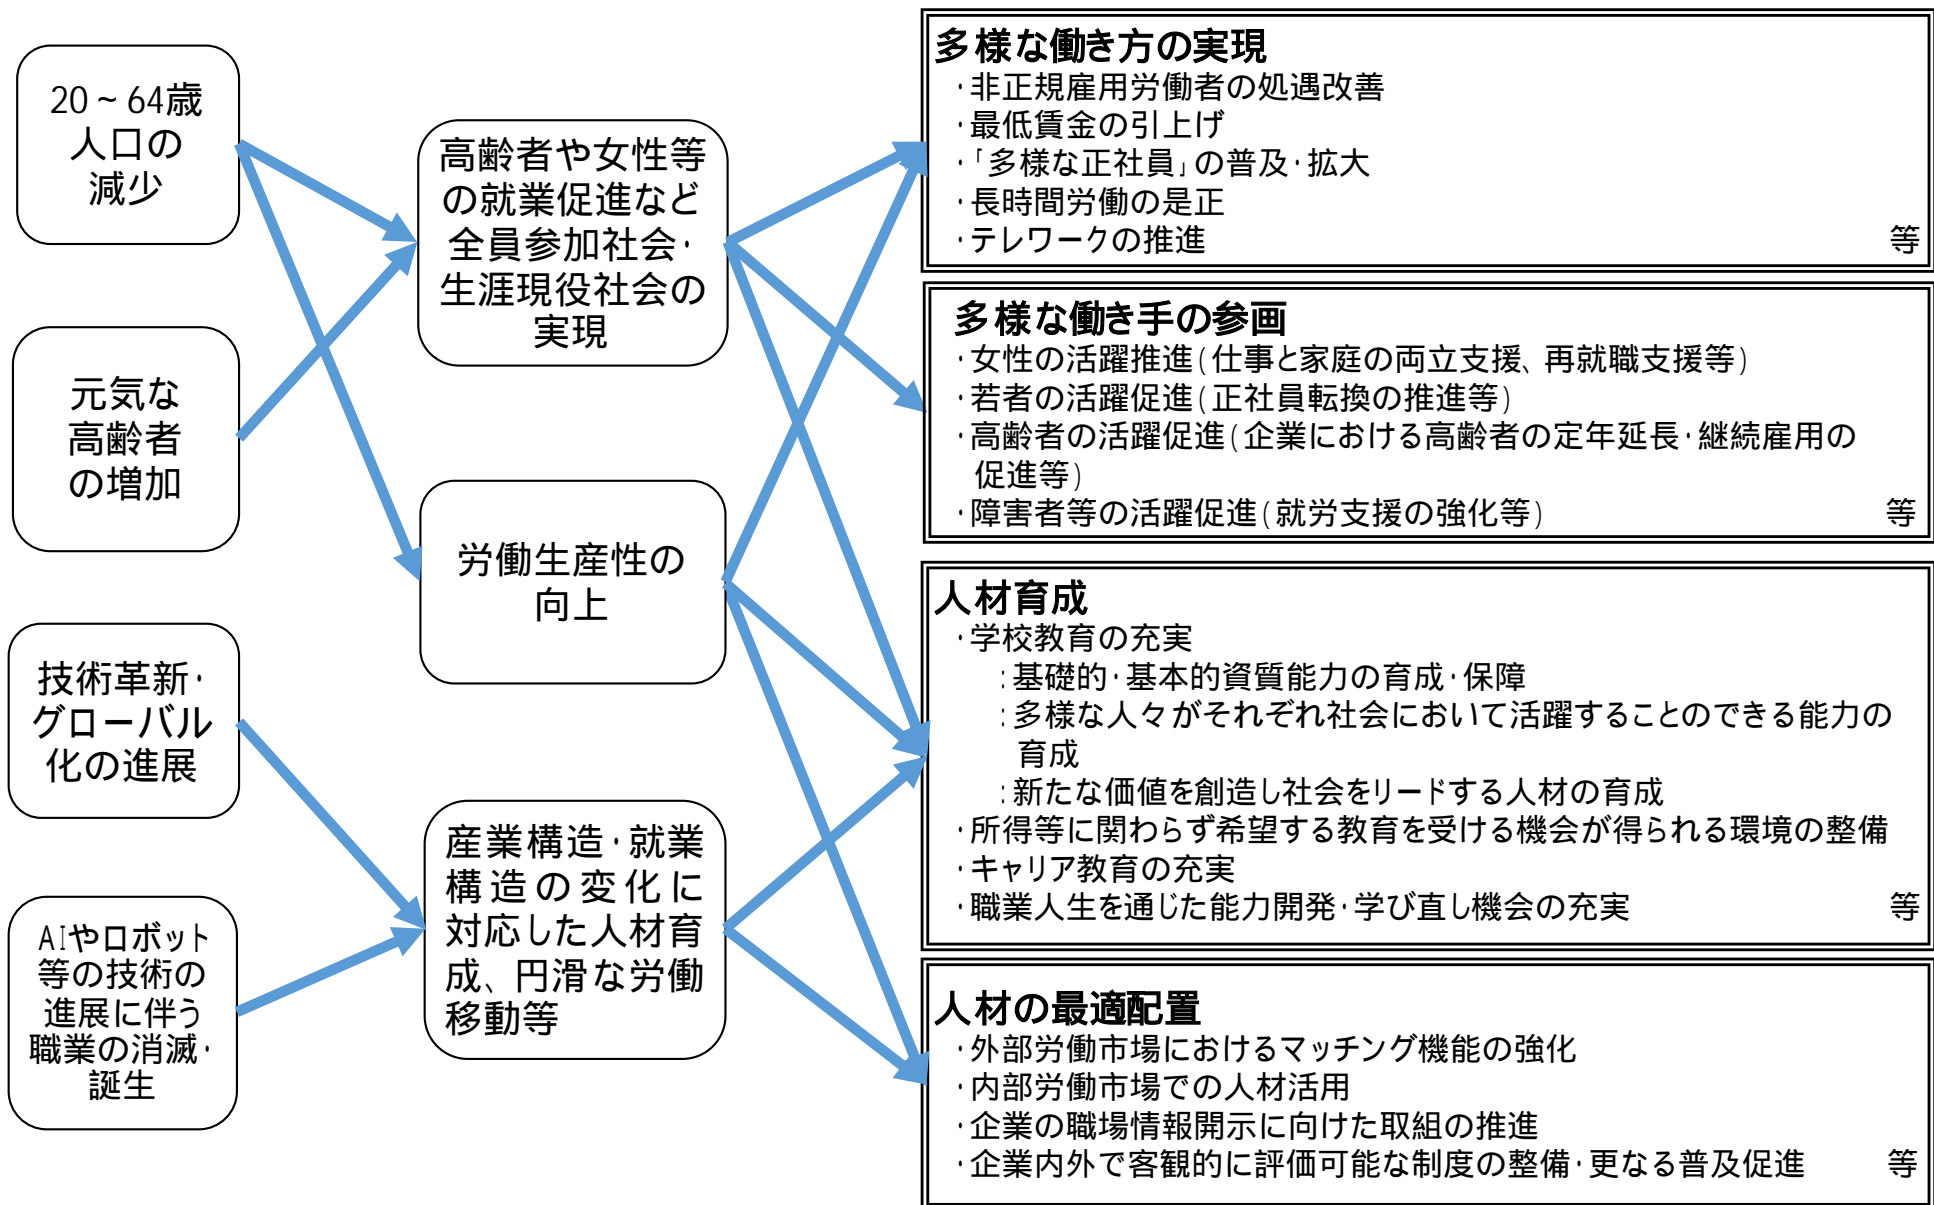 20～64歳
人口の
減少
元気な
高齢者
の増加
技術革新・
グローバル
化の進展
AIやロボット
等の技術の
進展に伴う
職業の消滅・
誕生
高齢者や女性等
の就業促進など
全員参加社会・
生涯現役社会の
実現
労働生産性の
向上
産業構造・就業
構造の変化に
対応した人材育
成、円滑な労働
移動等
多様な働き方の実現
・非正規雇用労働者の処遇改善
・最低賃金の引上げ
・「多様な正社員」の普及・拡大
・長時間労働の是正
・テレワークの推進 等
多様な働き手の参画
・女性の活躍推進(仕事と家庭の両立支援、再就職支援等)
・若者の活躍促進(正社員転換の推進等)
・高齢者の活躍促進(企業における高齢者の定年延長・継続雇用の
促進等)
・障害者等の活躍促進(就労支援の強化等) 等
人材育成
・学校教育の充実
:基礎的・基本的資質能力の育成・保障
:多様な人々がそれぞれ社会において活躍することのできる能力の
育成
:新たな価値を創造し社会をリードする人材の育成
・所得等に関わらず希望する教育を受ける機会が得られる環境の整備
・キャリア教育の充実
・職業人生を通じた能力開発・学び直し機会の充実 等
人材の最適配置
・外部労働市場におけるマッチング機能の強化
・内部労働市場での人材活用
・企業の職場情報開示に向けた取組の推進
・企業内外で客観的に評価可能な制度の整備・更なる普及促進 等